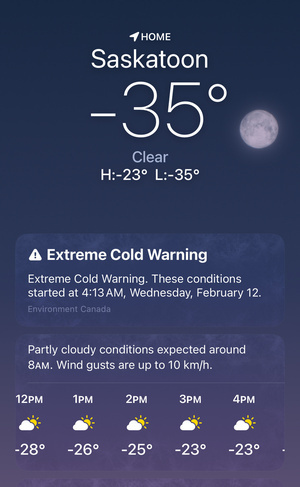 HOME
Saskatoon
-35°
Clear
H:-23° L:-35°
Extreme Cold Warning
Extreme Cold Warning. These conditions
started at 4:13 AM, Wednesday, February 12.
Environment Canada
Partly cloudy conditions expected around
8AM. Wind gusts are up to 10 km/h.
12PM 1PM 2PM 3PM 4PM
-28° -26° -25° -23° -23° -